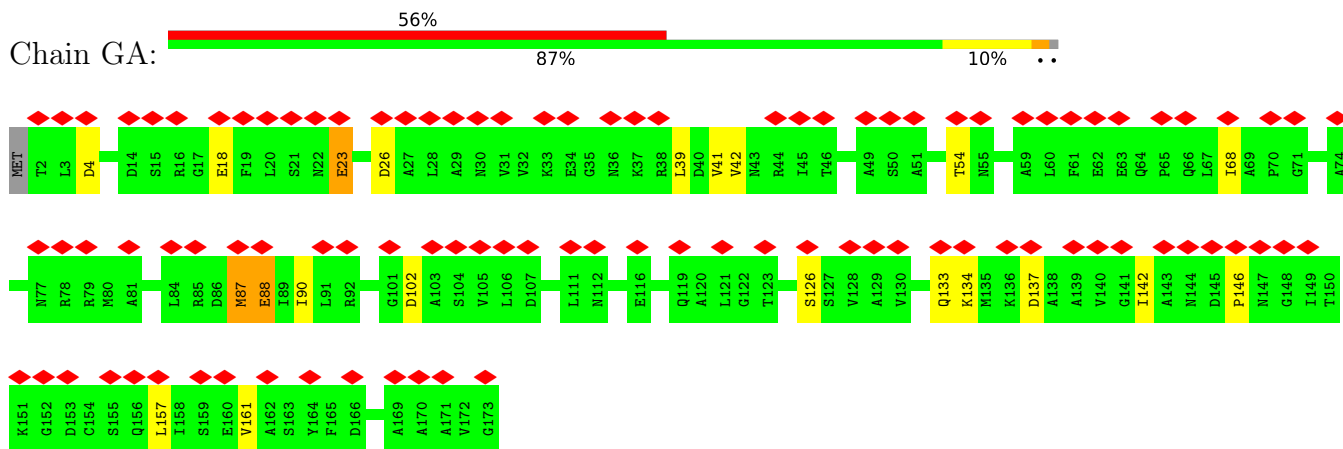 56%
Chain GA:
87% 10% • •
MET T2 L3 D4 D14 S15 R16 G17 E18 F19 L20 S21 N22 E23 D26 A27 L28 A29 N30 V31 V32 K33 E34 G35 N36 K37 R38 L39 D40 V41 V42 N43 R44 I45 T46 A49 S50 A51 T54 N55 A59 L60 F61 E62 E63 Q64 P65 Q66 L67 I68 A69 P70 G71 A74
N77 R78 R79 M80 A81 L84 R85 D86 M87 E88 I89 I90 L91 R92 G101 D102 A103 S104 V105 L106 D107 L111 N112 E116 Q119 A120 L121 G122 T123 S126 S127 V128 A129 V130 Q133 K134 M135 K136 D137 A138 A139 V140 G141 I142 A143 N144 D145 P146 N147 G148 I149 T150
K151 G152 D153 C154 S155 Q156 L157 I158 S159 E160 V161 A162 S163 Y164 F165 D166 A169 A170 A171 V172 G173